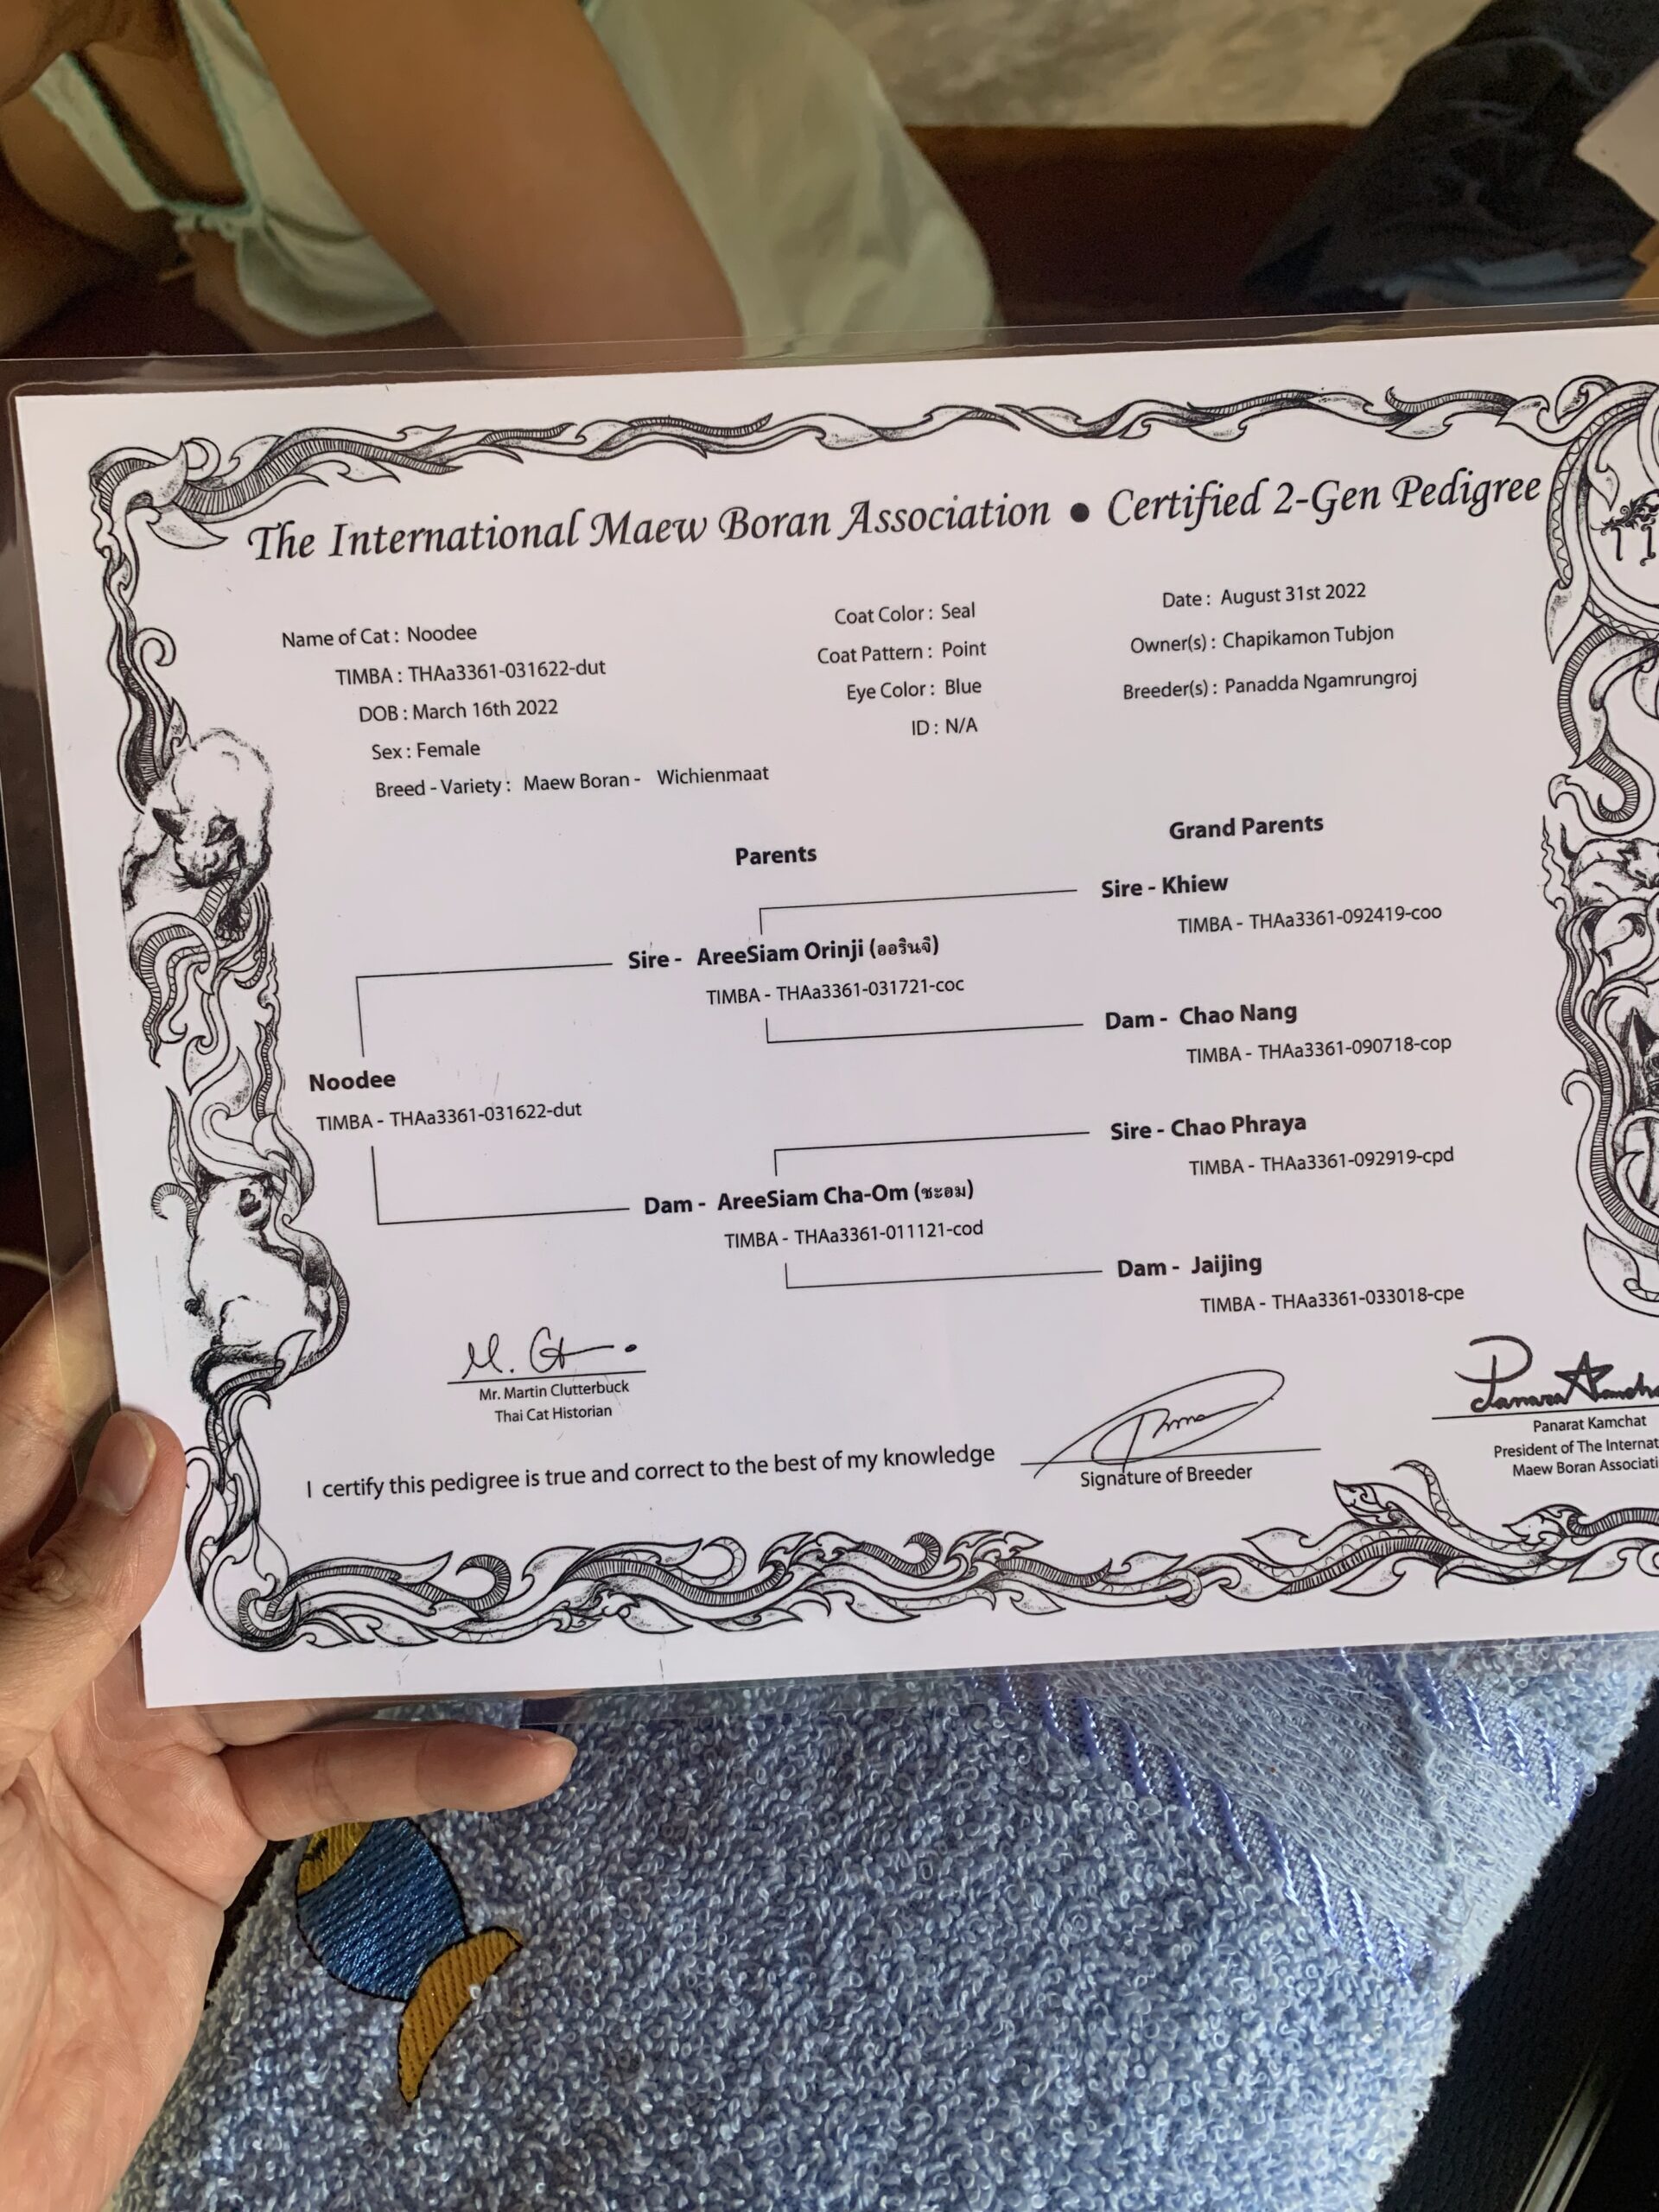 The International Maew Boran Association • Certified 2-Gen Pedigree
Name of Cat : Noodee
TIMBA : THAa3361-031622-dut
DOB : March 16th 2022
Sex : Female
Breed - Variety : Maew Boran - Wichienmaat
Coat Color : Seal
Coat Pattern : Point
Eye Color : Blue
ID : N/A
Date : August 31st 2022
Owner(s) : Chapikamon Tubjon
Breeder(s) : Panadda Ngamrungroj
Parents
Grand Parents
Sire - Khiew
TIMBA - THAa3361-092419-coo
Sire - AreeSiam Orinji (ออรินจิ)
TIMBA - THAa3361-031721-coc
Dam - Chao Nang
TIMBA - THAa3361-090718-cop
Noodee
TIMBA - THAa3361-031622-dut
Sire - Chao Phraya
TIMBA - THAa3361-092919-cpd
Dam - AreeSiam Cha-Om (ชะอม)
TIMBA - THAa3361-011121-cod
Dam - Jaijing
TIMBA - THAa3361-033018-cpe
Mr. Martin Clutterbuck
Thai Cat Historian
I certify this pedigree is true and correct to the best of my knowledge
Signature of Breeder
Panarat Kamchat
President of The Internat
Maew Boran Associati